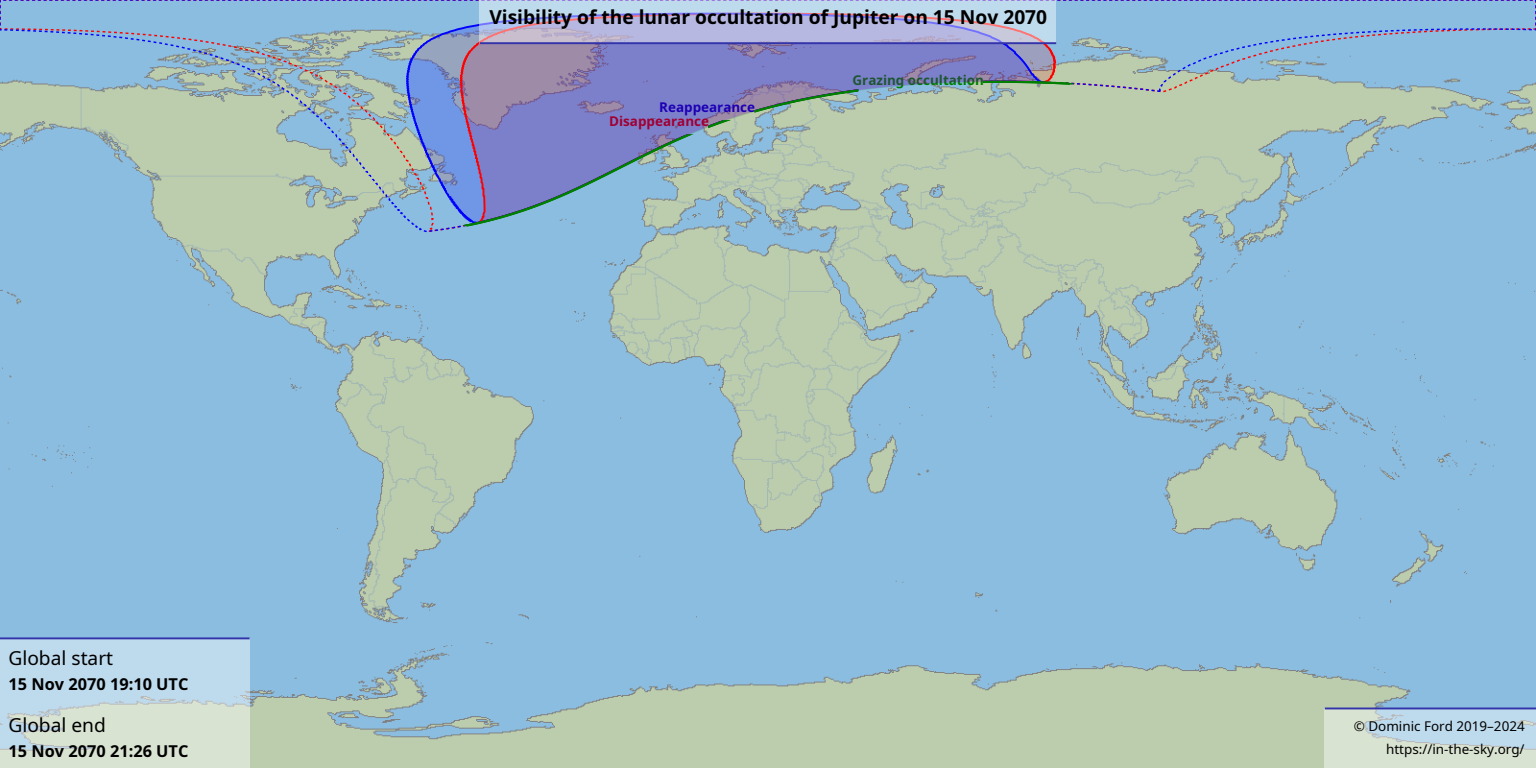 Visibility of the lunar occultation of Jupiter on 15 Nov 2070
Grazing occultation
Reappearance
Disappearance
Global start
15 Nov 2070 19:10 UTC
Global end
15 Nov 2070 21:26 UTC
© Dominic Ford 2019–2024
https://in-the-sky.org/